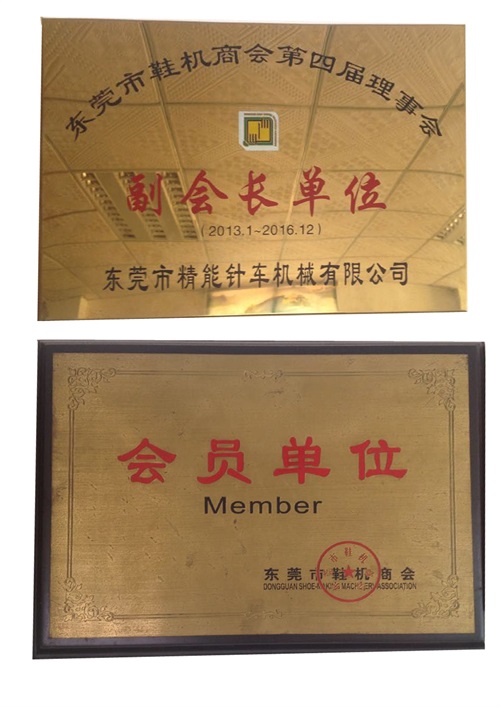 东莞市鞋机商会第四届理事会
副会长单位
(2013.1~2016.12)
东莞市精能针车机械有限公司
会员单位
Member
东莞市鞋机商会
DONGGUAN SHOE-MAKING MACHINERY ASSOCIATION